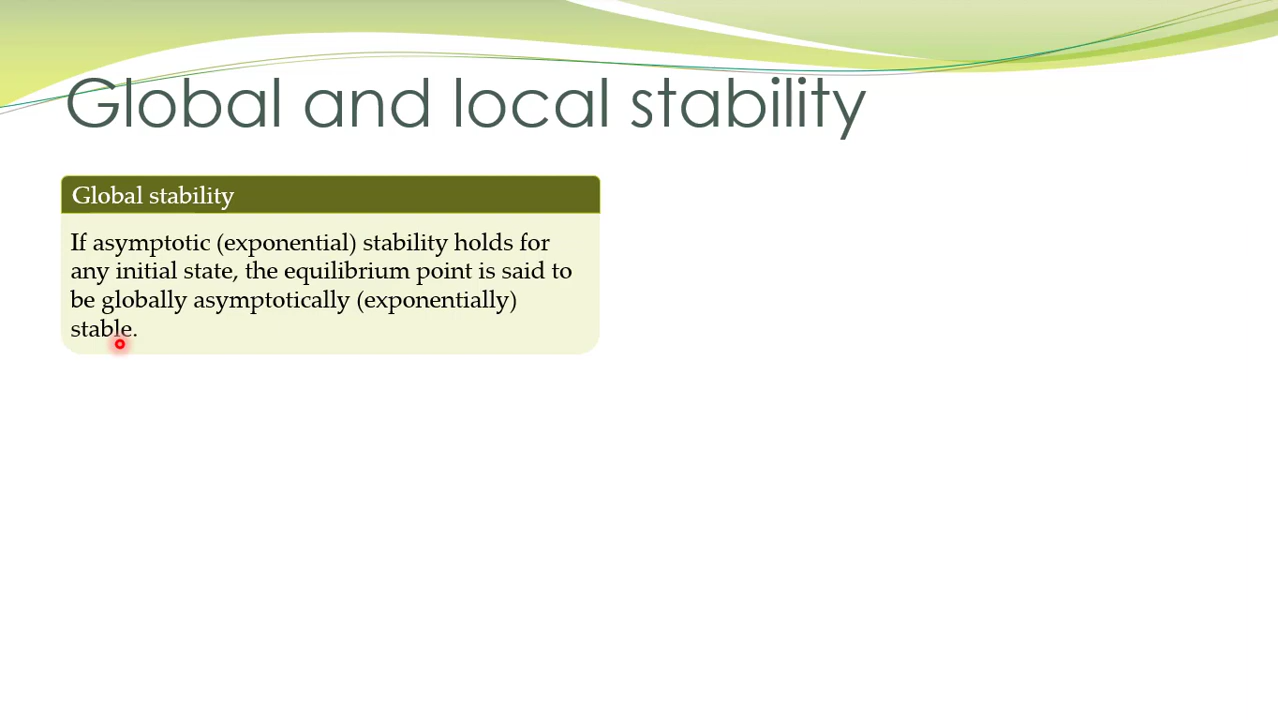 Global and local stability
Global stability
If asymptotic (exponential) stability holds for
any initial state, the equilibrium point is said to
be globally asymptotically (exponentially)
stable.